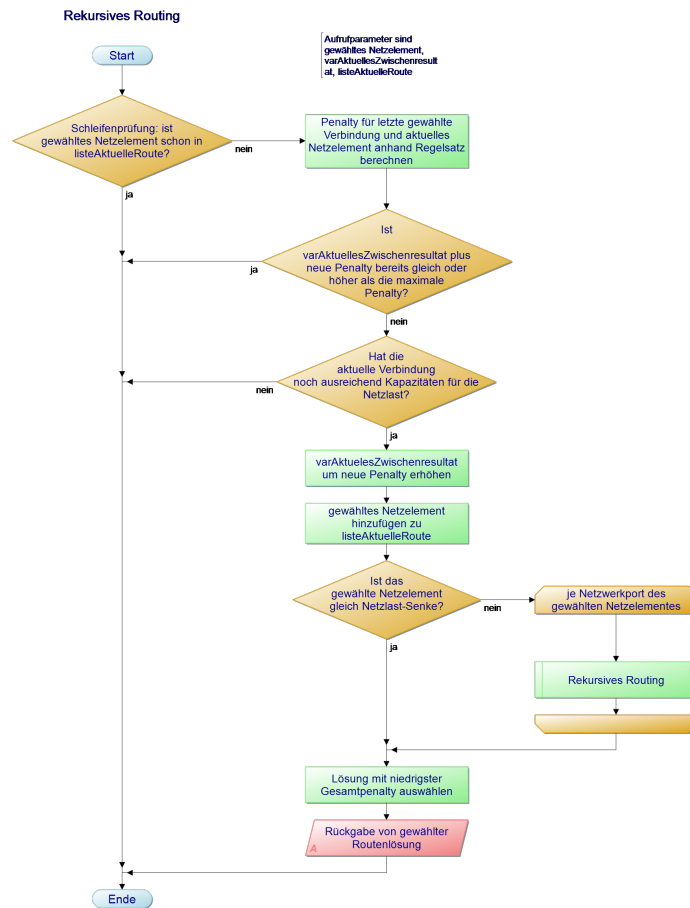 Rekursives Routing
Aufrufparameter sind
gewähltes Netzelement,
varAktuellesZwischenresult
at, listeAktuelleRoute
Start
Schleifenprüfung: ist
gewähltes Netzelement schon in
listeAktuelleRoute?
nein
ja
Penalty für letzte gewählte
Verbindung und aktuelles
Netzelement anhand Regelsatz
berechnen
Ist
varAktuellesZwischenresultat plus
neue Penalty bereits gleich oder
höher als die maximale
Penalty?
ja
nein
Hat die
aktuelle Verbindung
noch ausreichend Kapazitäten für die
Netzlast?
nein
ja
varAktuelesZwischenresultat
um neue Penalty erhöhen
gewähltes Netzelement
hinzufügen zu
listeAktuelleRoute
Ist das
gewählte Netzelement
gleich Netzlast-Senke?
nein
ja
je Netzwerkport des
gewählten Netzelementes
Rekursives Routing
Lösung mit niedrigster
Gesamtpenalty auswählen
Rückgabe von gewählter
Routenlösung
A
Ende